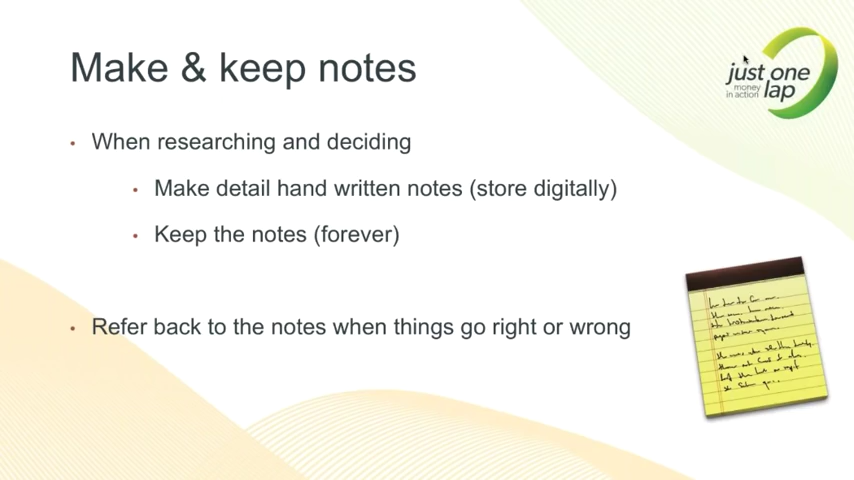 Make & keep notes
just one
money
in action lap
• When researching and deciding
• Make detail hand written notes (store digitally)
• Keep the notes (forever)
• Refer back to the notes when things go right or wrong